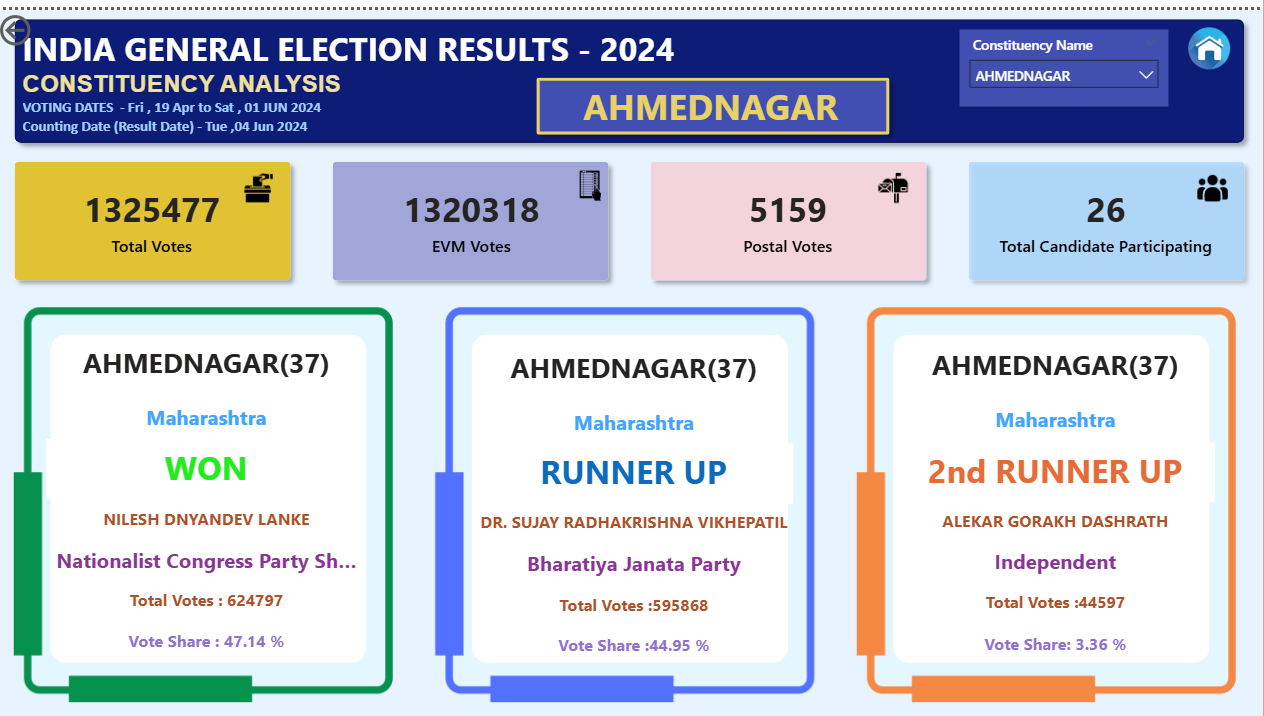 INDIA GENERAL ELECTION RESULTS - 2024
CONSTITUENCY ANALYSIS
VOTING DATES - Fri , 19 Apr to Sat , 01 JUN 2024
Counting Date (Result Date) - Tue ,04 Jun 2024
AHMEDNAGAR
Constituency Name
AHMEDNAGAR
1325477
Total Votes
1320318
EVM Votes
5159
Postal Votes
26
Total Candidate Participating
AHMEDNAGAR(37)
Maharashtra
WON
NILESH DNYANDEV LANKE
Nationalist Congress Party Sh...
Total Votes : 624797
Vote Share : 47.14 %
AHMEDNAGAR(37)
Maharashtra
RUNNER UP
DR. SUJAY RADHAKRISHNA VIKHEPATIL
Bharatiya Janata Party
Total Votes :595868
Vote Share :44.95 %
AHMEDNAGAR(37)
Maharashtra
2nd RUNNER UP
ALEKAR GORAKH DASHRATH
Independent
Total Votes :44597
Vote Share: 3.36 %